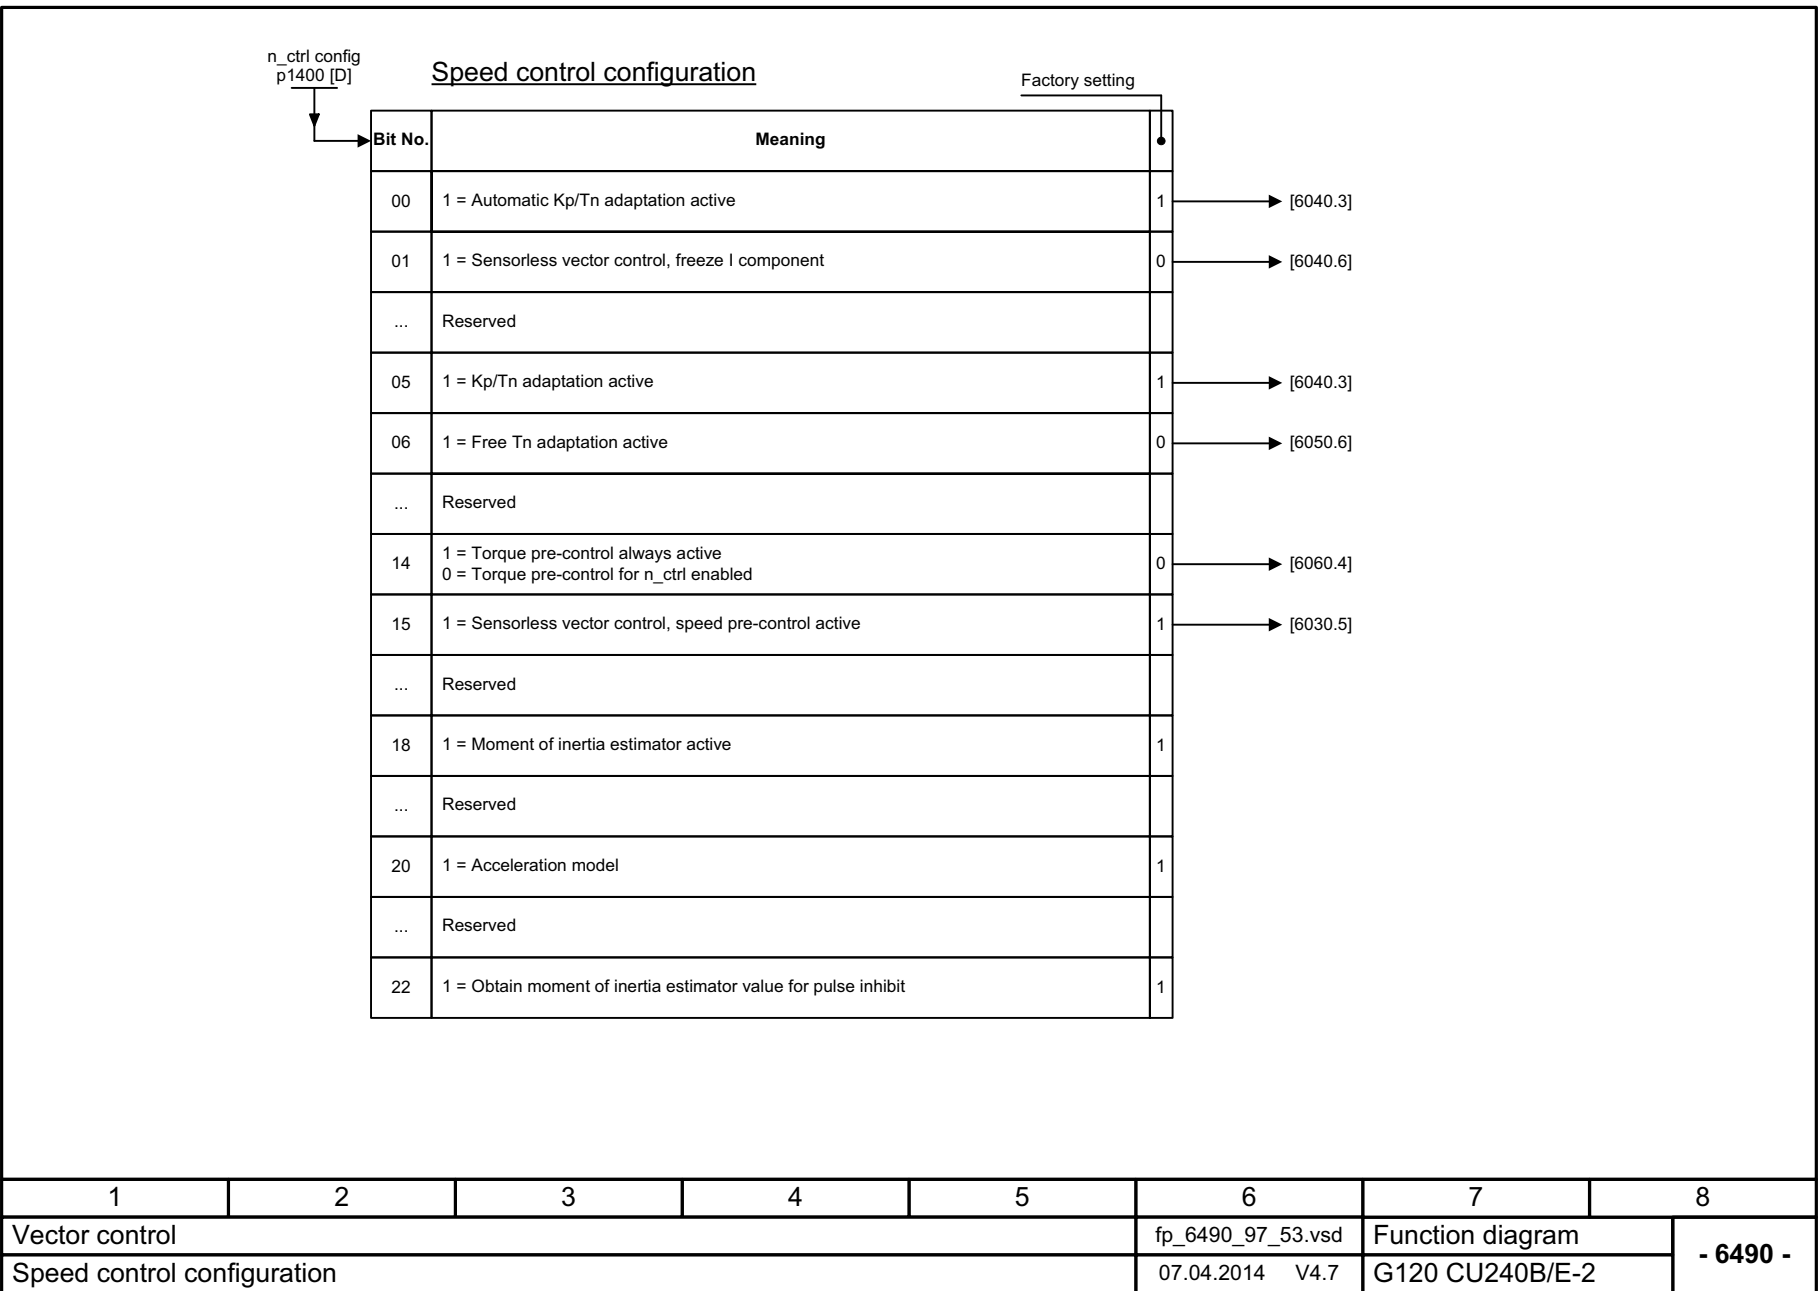 n_ctrl config
p1400 [D]
Speed control configuration
Factory setting
Bit No. Meaning
00 1 = Automatic Kp/Tn adaptation active 1 [6040.3]
01 1 = Sensorless vector control, freeze I component 0 [6040.6]
... Reserved
05 1 = Kp/Tn adaptation active 1 [6040.3]
06 1 = Free Tn adaptation active 0 [6050.6]
... Reserved
14 1 = Torque pre-control always active
0 = Torque pre-control for n_ctrl enabled 0 [6060.4]
15 1 = Sensorless vector control, speed pre-control active 1 [6030.5]
... Reserved
18 1 = Moment of inertia estimator active 1
... Reserved
20 1 = Acceleration model 1
... Reserved
22 1 = Obtain moment of inertia estimator value for pulse inhibit 1
1 2 3 4 5 6 7 8
Vector control fp_6490_97_53.vsd Function diagram - 6490 -
Speed control configuration 07.04.2014 V4.7 G120 CU240B/E-2